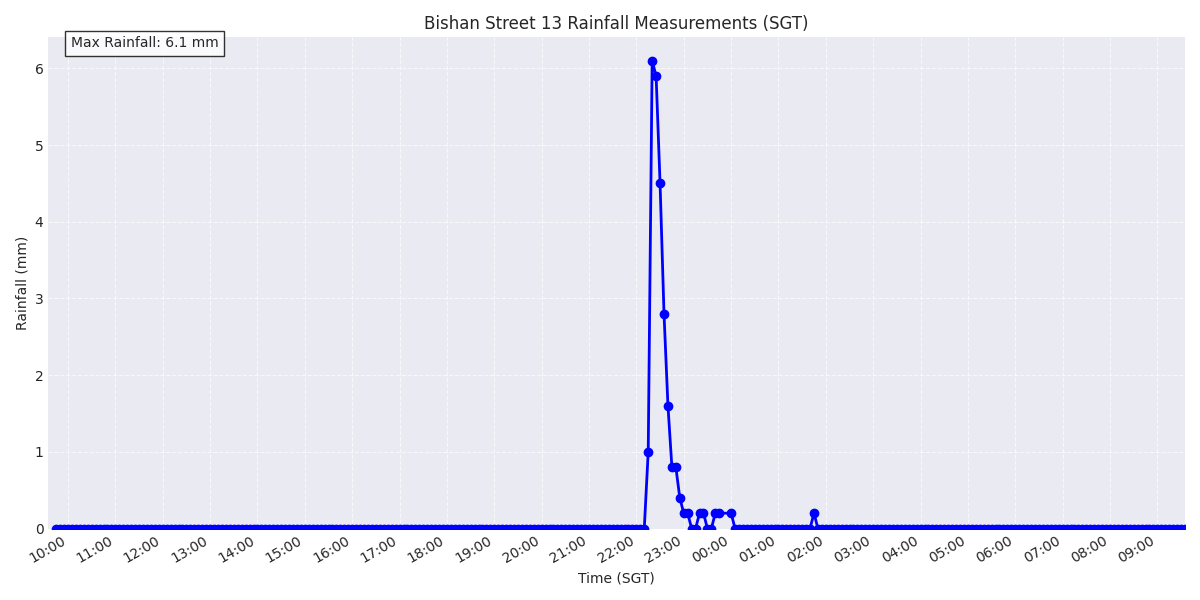 Bishan Street 13 Rainfall Measurements (SGT)
Max Rainfall: 6.1 mm
Rainfall (mm)
6
5
4
3
2
1
0
10:00 11:00 12:00 13:00 14:00 15:00 16:00 17:00 18:00 19:00 20:00 21:00 22:00 23:00 00:00 01:00 02:00 03:00 04:00 05:00 06:00 07:00 08:00 09:00
Time (SGT)